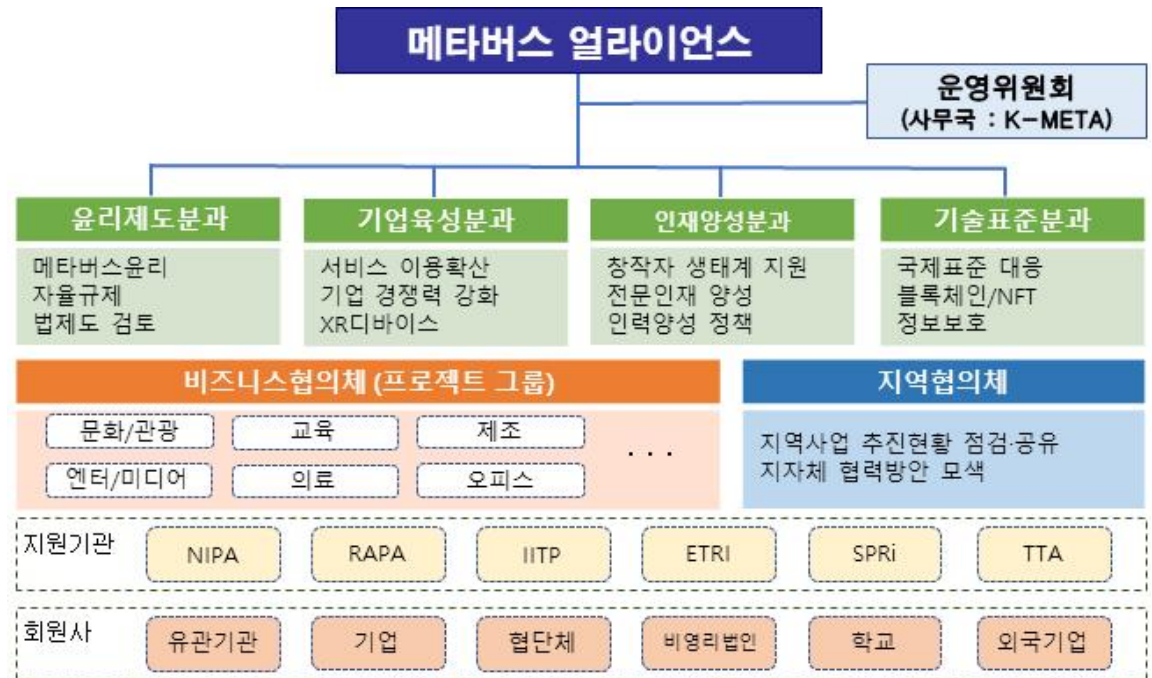 메타버스 얼라이언스
운영위원회
(사무국 : K-META)
윤리제도분과
메타버스윤리
자율규제
법제도 검토
기업육성분과
서비스 이용확산
기업 경쟁력 강화
XR디바이스
인재양성분과
창작자 생태계 지원
전문인재 양성
인력양성 정책
기술표준분과
국제표준 대응
블록체인/NFT
정보보호
비즈니스협의체 (프로젝트 그룹)
문화/관광
교육
제조
엔터/미디어
의료
오피스
. . .
지역협의체
지역사업 추진현황 점검·공유
지자체 협력방안 모색
지원기관
NIPA
RAPA
IITP
ETRI
SPRi
TTA
회원사
유관기관
기업
협단체
비영리법인
학교
외국기업